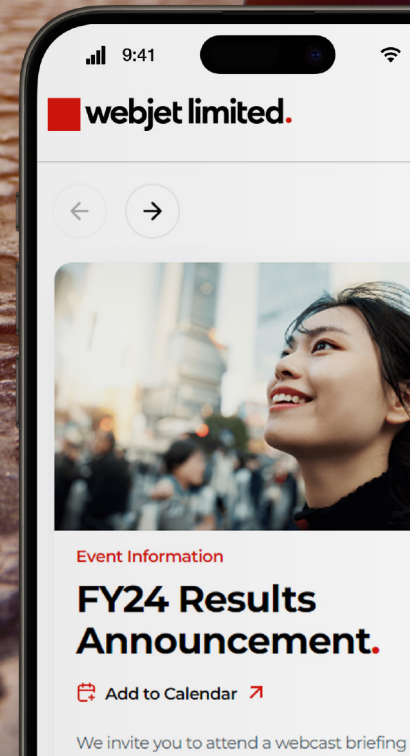 9:41
webjet limited.
Event Information
FY24 Results
Announcement.
Add to Calendar
We invite you to attend a webcast briefing